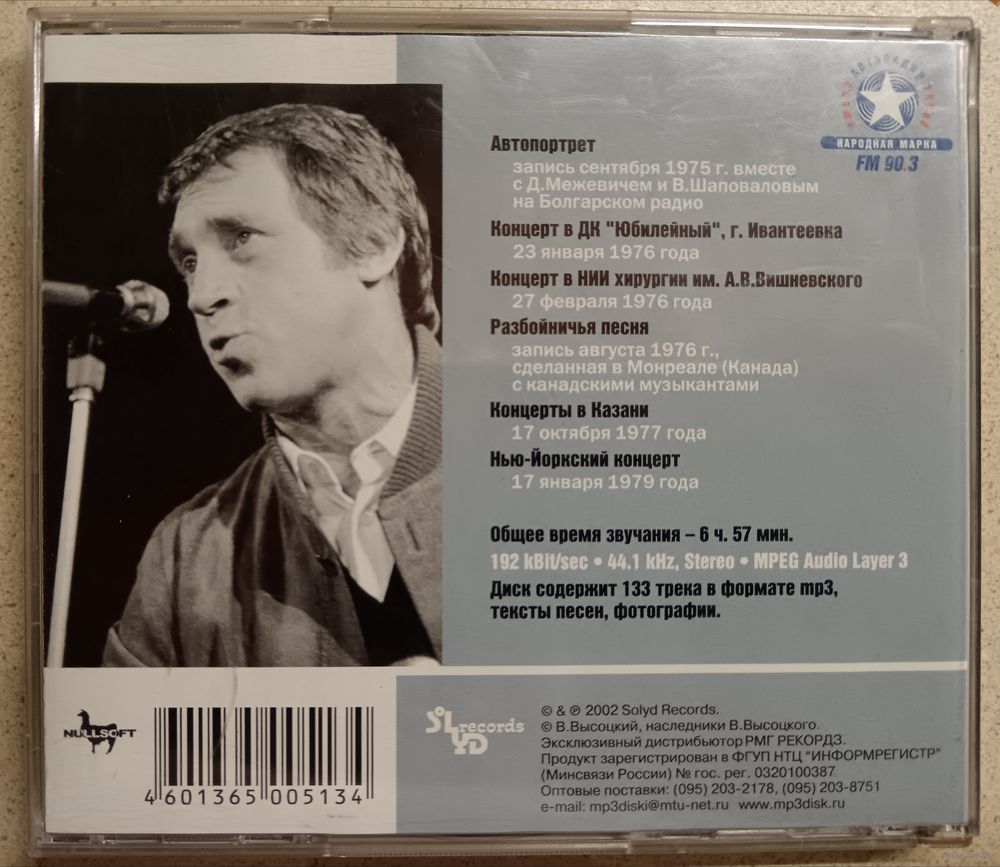 НАРОДНАЯ МАРКА
FM 90.3
Автопортрет
запись сентября 1975 г. вместе
с Д.Межевичем и В.Шаповаловым
на Болгарском радио
Концерт в ДК "Юбилейный", г. Ивантеевка
23 января 1976 года
Концерт в НИИ хирургии им. А.В.Вишневского
27 февраля 1976 года
Разбойничья песня
запись августа 1976 г.,
сделанная в Монреале (Канада)
с канадскими музыкантами
Концерты в Казани
17 октября 1977 года
Нью-Йоркский концерт
17 января 1979 года
Общее время звучания – 6 ч. 57 мин.
192 kBit/sec • 44.1 kHz, Stereo • MPEG Audio Layer 3
Диск содержит 133 трека в формате mp3,
тексты песен, фотографии.
NULLSOFT
4 601365 005134
SoLYD records
© & ℗ 2002 Solyd Records.
© В.Высоцкий, наследники В.Высоцкого.
Эксклюзивный дистрибьютор РМГ РЕКОРДЗ.
Продукт зарегистрирован в ФГУП НТЦ "ИНФОРМРЕГИСТР"
(Минсвязи России) № гос. рег. 0320100387
Оптовые поставки: (095) 203-2178, (095) 203-8751
e-mail: mp3diski@mtu-net.ru www.mp3disk.ru